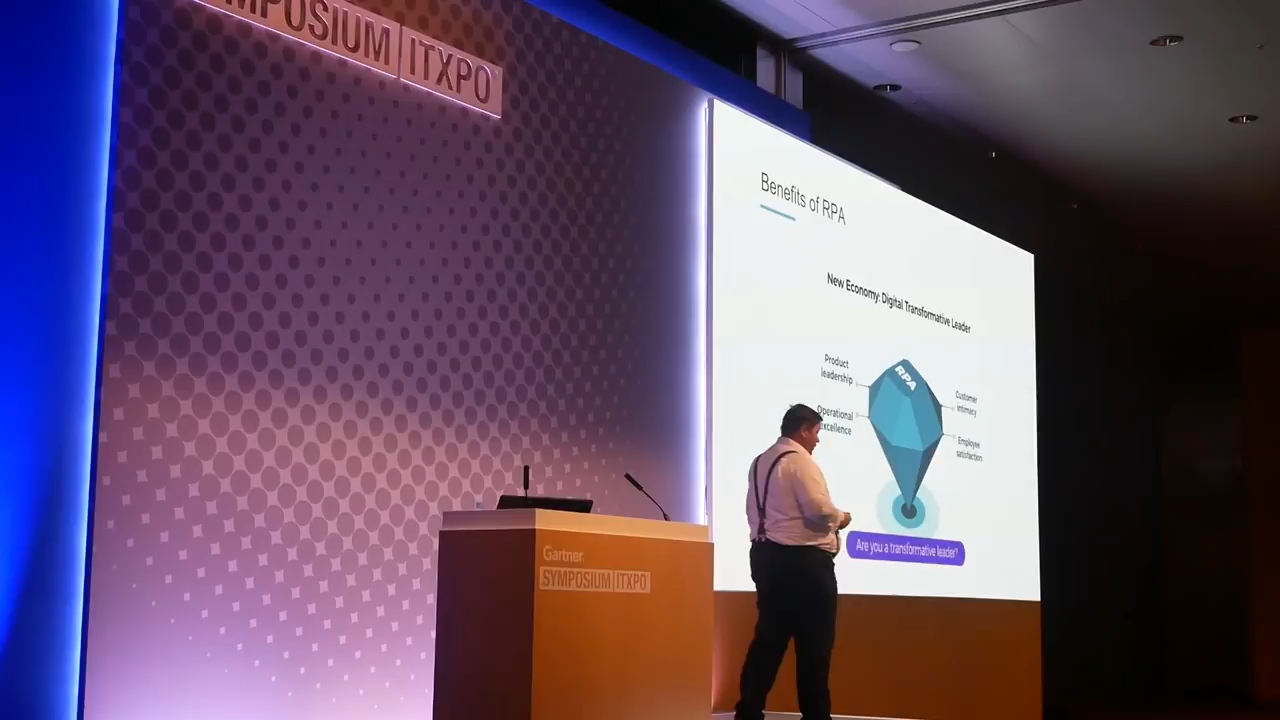 SYMPOSIUM | ITXPO
Benefits of RPA
New Economy: Digital Transformative Leader
Product
leadership
RPA
Customer
intimacy
Operational
excellence
Employee
satisfaction
Are you a transformative leader?
Gartner
SYMPOSIUM | ITXPO